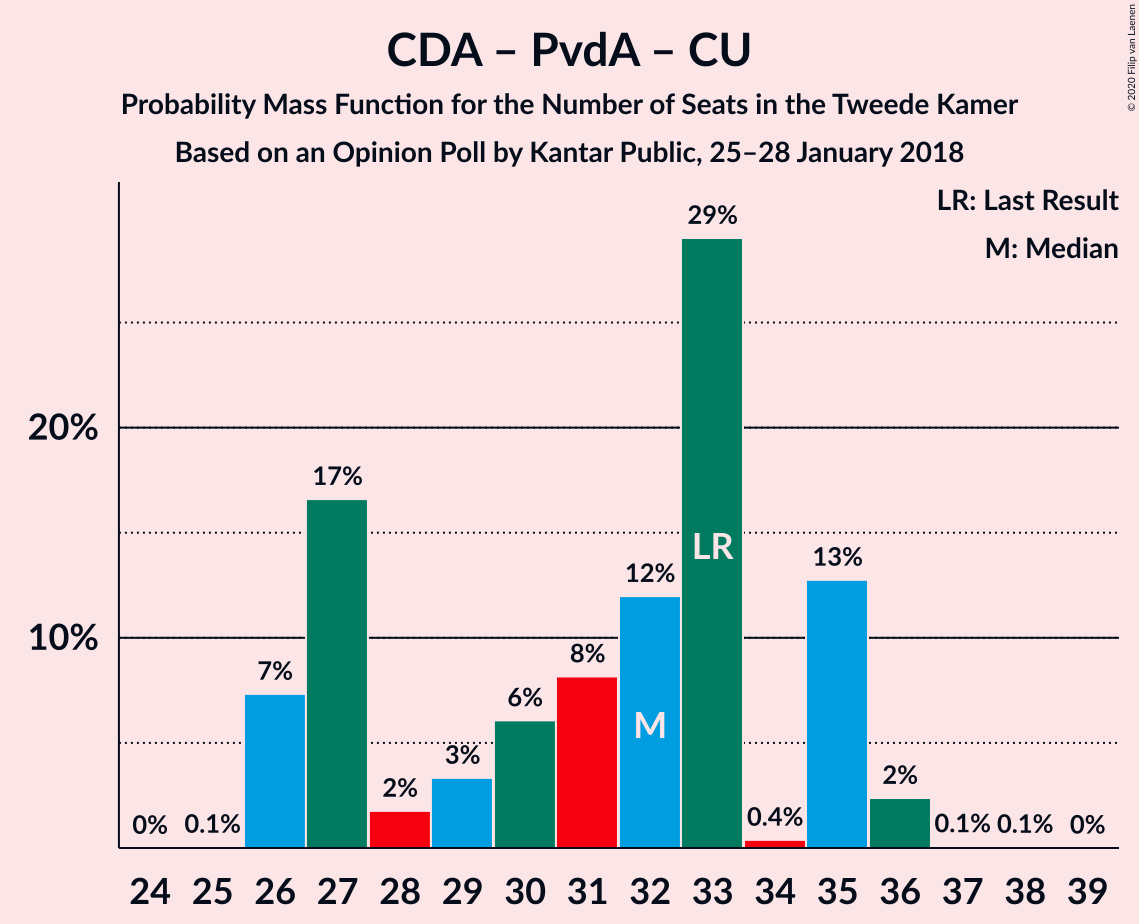 CDA – PvdA – CU
Probability Mass Function for the Number of Seats in the Tweede Kamer
Based on an Opinion Poll by Kantar Public, 25–28 January 2018
© 2020 Filip van Laenen
LR: Last Result
M: Median
29%
20%
17%
LR
13%
12%
10%
8%
7%
6%
M
3%
2%
2%
0%
0.1%
0.4%
0.1%
0.1%
0%
24 25 26 27 28 29 30 31 32 33 34 35 36 37 38 39